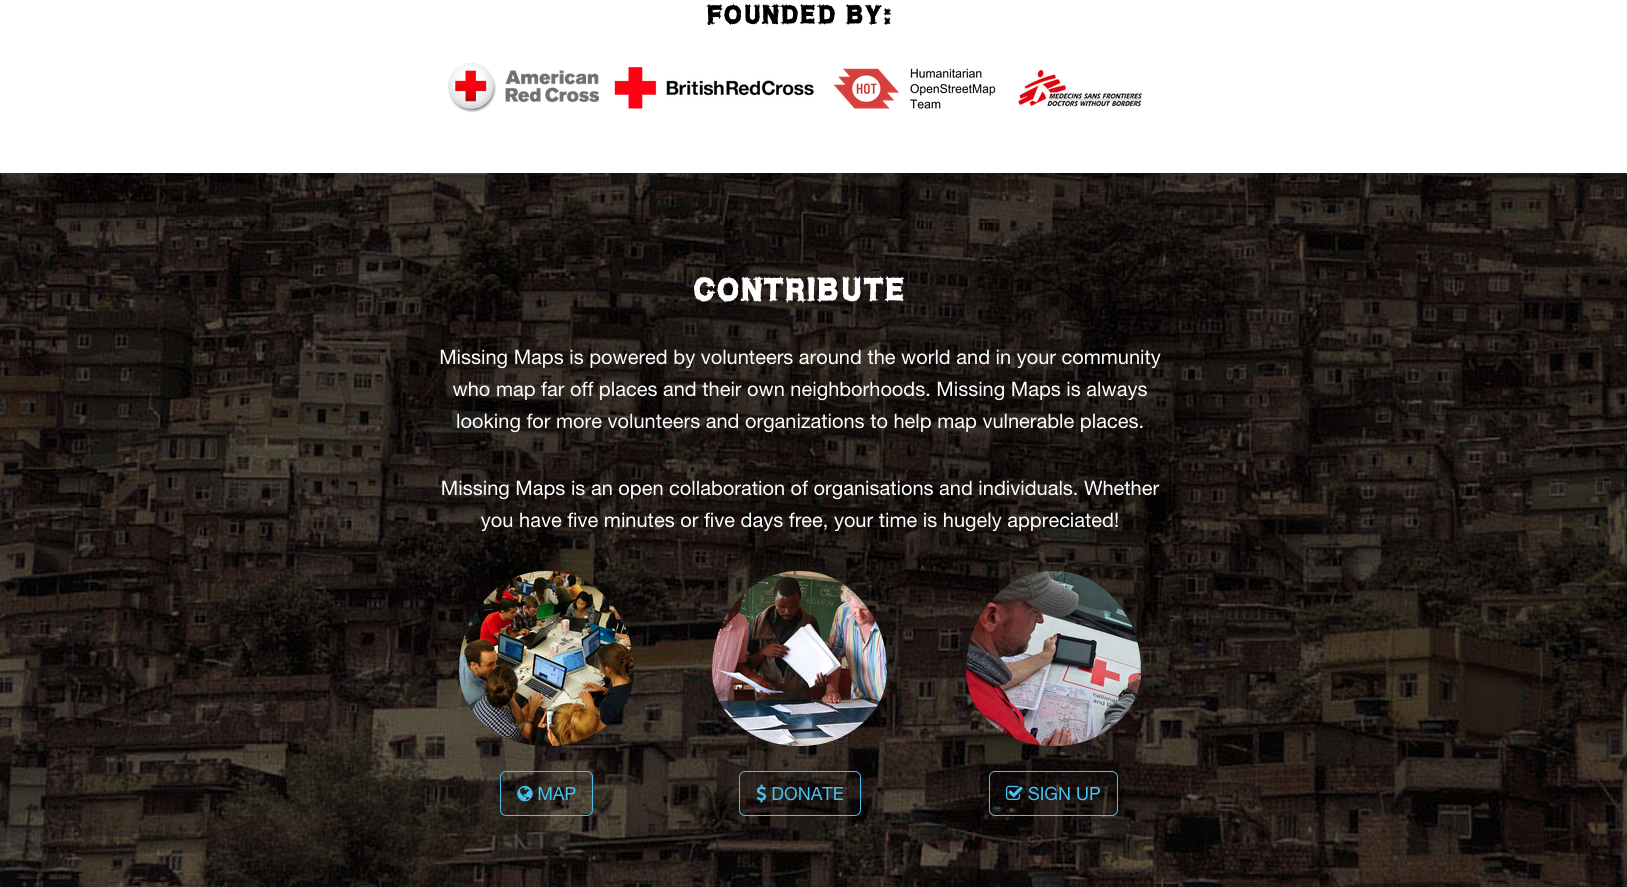 FOUNDED BY:
American
Red Cross
BritishRedCross
HOT
Humanitarian
OpenStreetMap
Team
MEDECINS SANS FRONTIERES
DOCTORS WITHOUT BORDERS
CONTRIBUTE
Missing Maps is powered by volunteers around the world and in your community
who map far off places and their own neighborhoods. Missing Maps is always
looking for more volunteers and organizations to help map vulnerable places.
Missing Maps is an open collaboration of organisations and individuals. Whether
you have five minutes or five days free, your time is hugely appreciated!
MAP
$ DONATE
SIGN UP